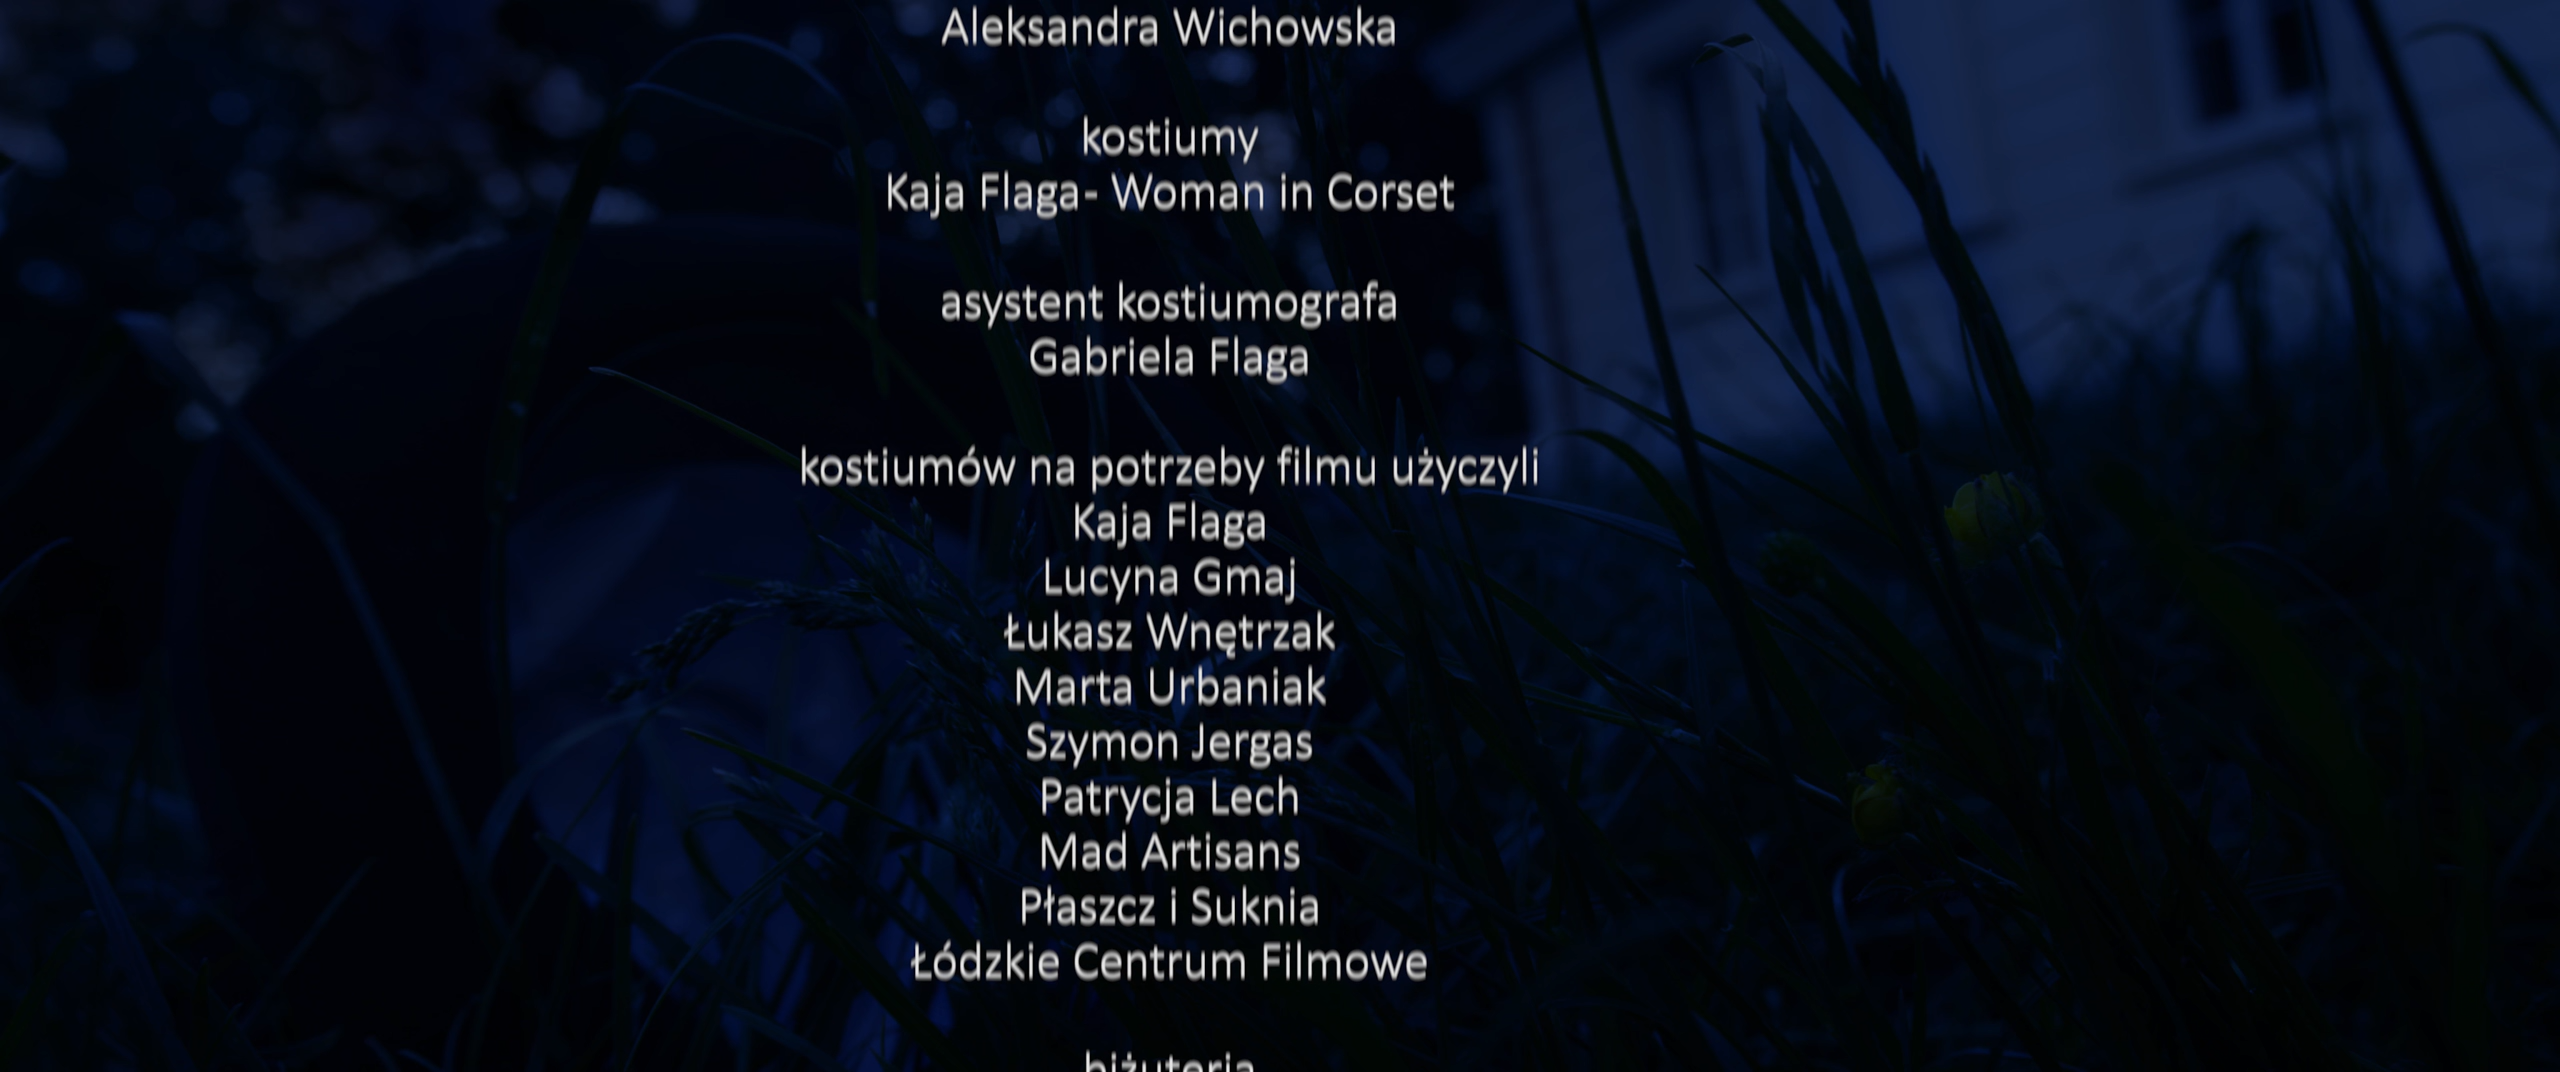 Aleksandra Wichowska
kostiumy
Kaja Flaga- Woman in Corset
asystent kostiumografa
Gabriela Flaga
kostiumów na potrzeby filmu użyczyli
Kaja Flaga
Lucyna Gmaj
Łukasz Wnętrzak
Marta Urbaniak
Szymon Jergas
Patrycja Lech
Mad Artisans
Płaszcz i Suknia
Łódzkie Centrum Filmowe
biżuteria